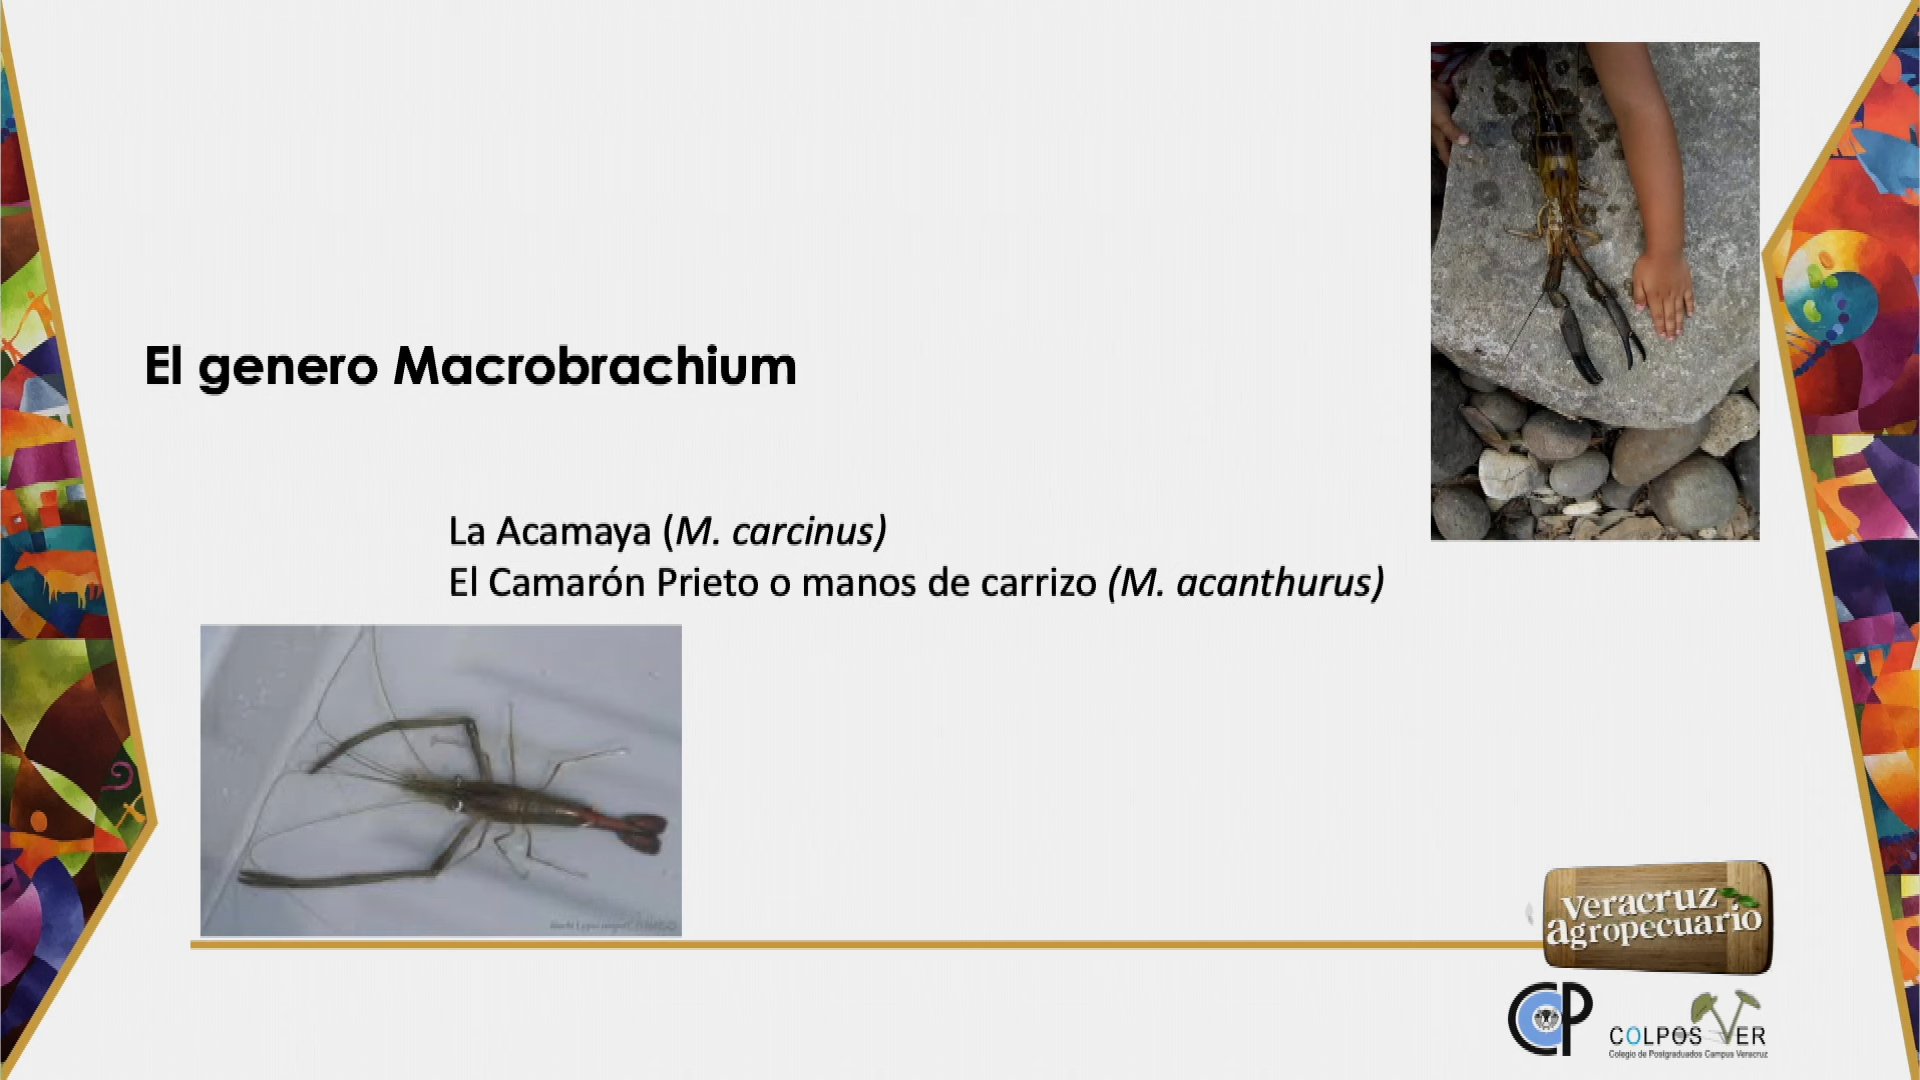 El genero Macrobrachium
La Acamaya (M. carcinus)
El Camarón Prieto o manos de carrizo (M. acanthurus)
veracruz
agropecuario
CP
COLPOS VER
Colegio de Postgraduados Campus Veracruz